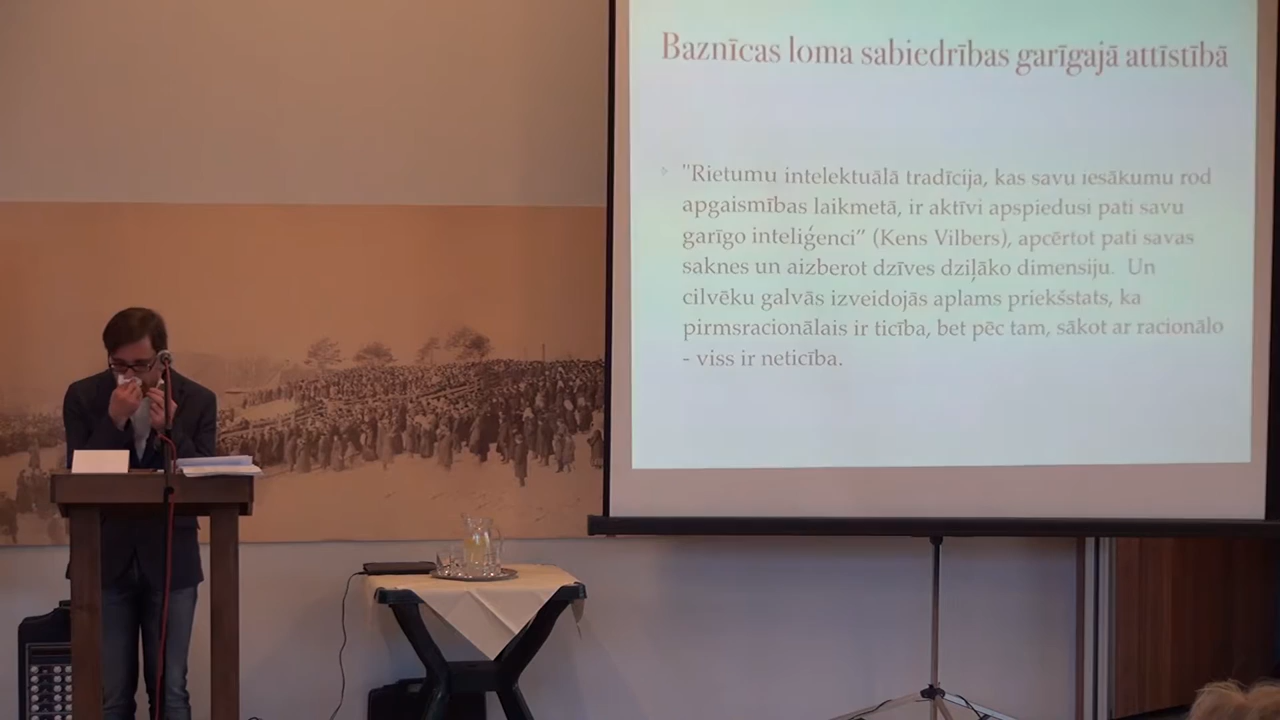 Baznīcas loma sabiedrības garīgajā attīstībā
"Rietumu intelektuālā tradīcija, kas savu iesākumu rod
apgaismības laikmetā, ir aktīvi apspiedusi pati savu
garīgo inteliģenci” (Kens Vilbers), apcērtot pati savas
saknes un aizberot dzīves dziļāko dimensiju. Un
cilvēku galvās izveidojās aplams priekšstats, ka
pirmsracionālais ir ticība, bet pēc tam, sākot ar racionālo
- viss ir neticība.